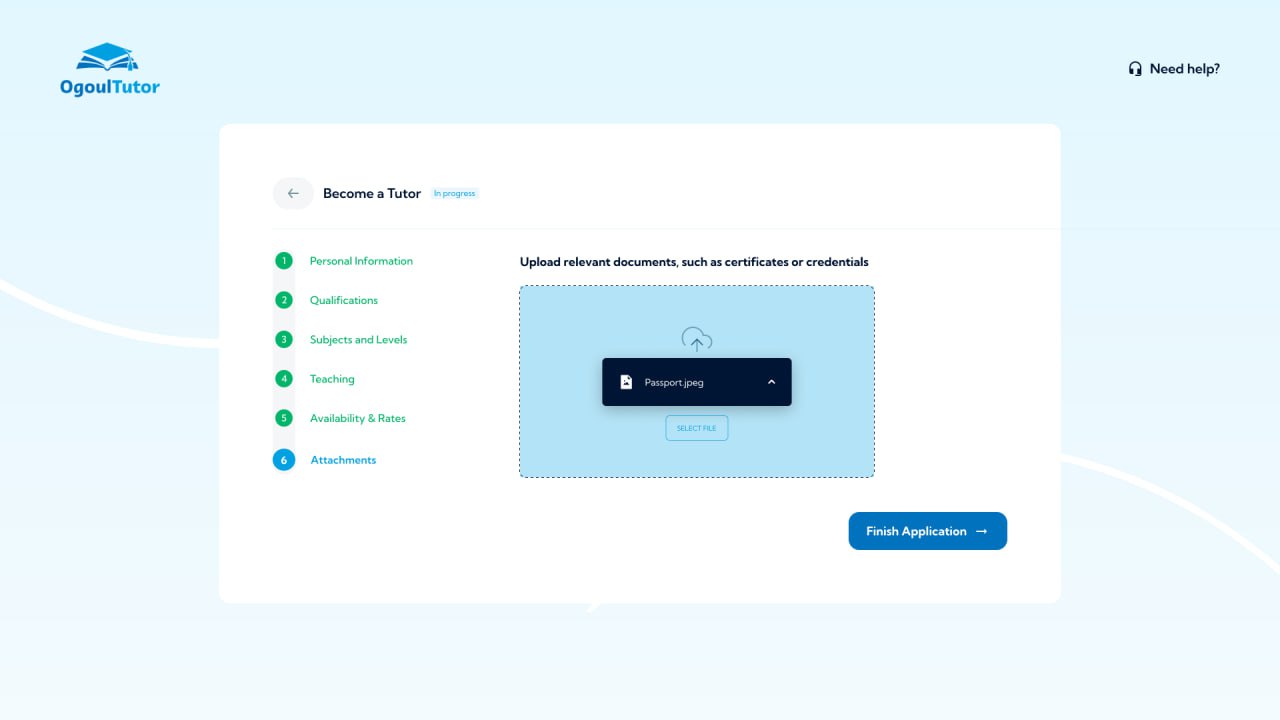 OgoulTutor
Need help?
Become a Tutor
In progress
1 Personal Information
2 Qualifications
3 Subjects and Levels
4 Teaching
5 Availability & Rates
6 Attachments
Upload relevant documents, such as certificates or credentials
Passport.jpeg
SELECT FILE
Finish Application →